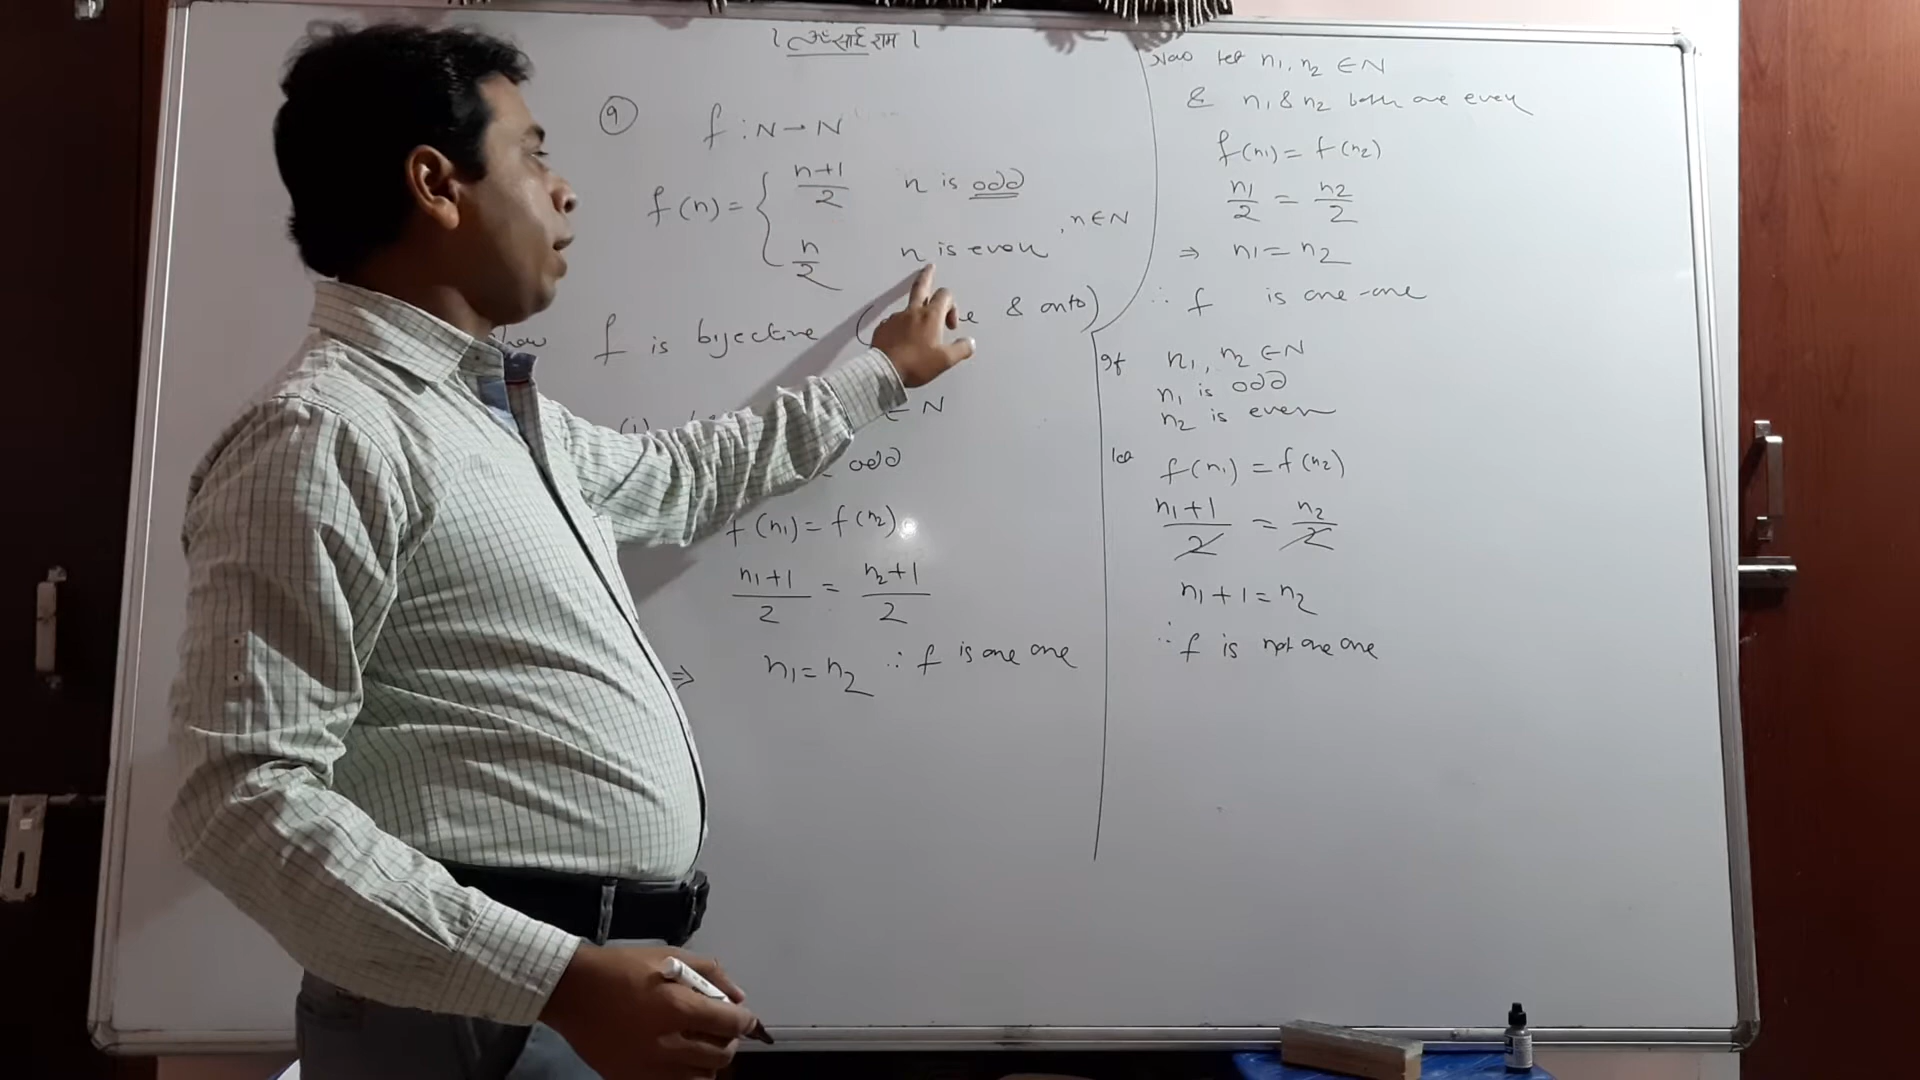 । ॐ साईं राम ।
9
f : N → N
f(n) = { n+1/2 n is odd
n/2 n is even , n ∈ N
f is bijective ( & onto)
(i)
∈ N
odd
f(n1) = f(n2)
n1+1/2 = n2+1/2
⇒ n1 = n2 ∴ f is one one
Now let n1, n2 ∈ N
& n1 & n2 both are even
f(n1) = f(n2)
n1/2 = n2/2
⇒ n1 = n2
∴ f is one-one
If n1, n2 ∈ N
n1 is odd
n2 is even
let f(n1) = f(n2)
n1+1/2 = n2/2
n1+1 = n2
∴ f is not one one